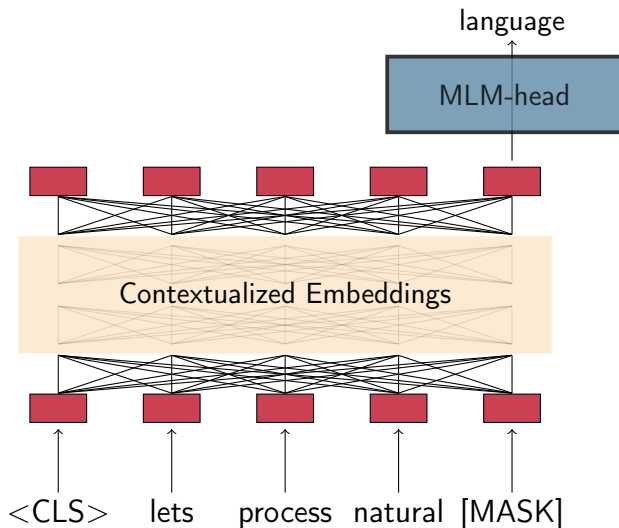 language
MLM-head
Contextualized Embeddings
<CLS> lets process natural [MASK]